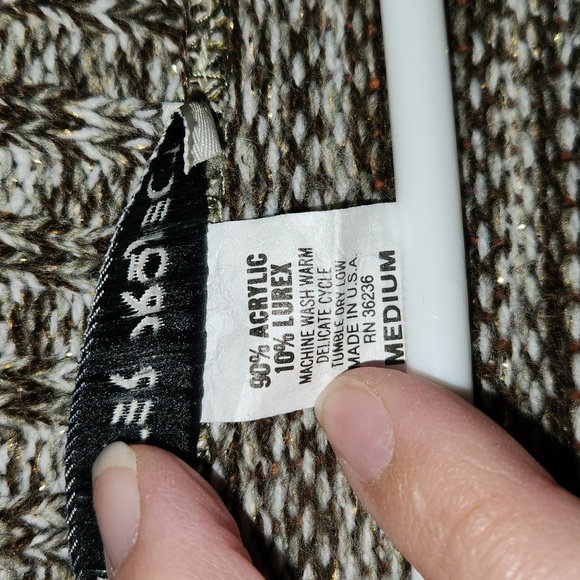 90% ACRYLIC
10% LUREX
MACHINE WASH WARM
DELICATE CYCLE
TUMBLE DRY LOW
MADE IN U.S.A.
RN 36236
MEDIUM